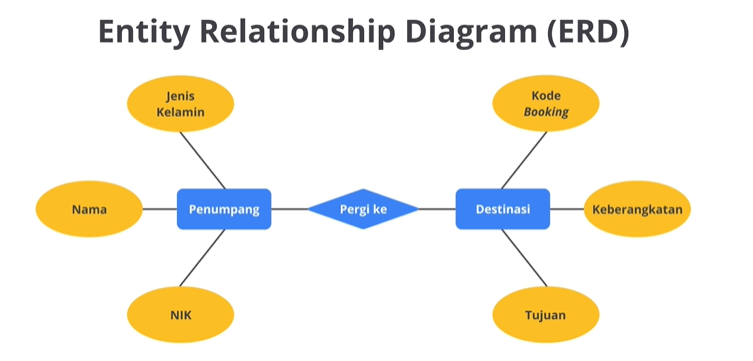 Entity Relationship Diagram (ERD)
Jenis
Kelamin
Kode
Booking
Nama
Penumpang
Pergi ke
Destinasi
Keberangkatan
NIK
Tujuan